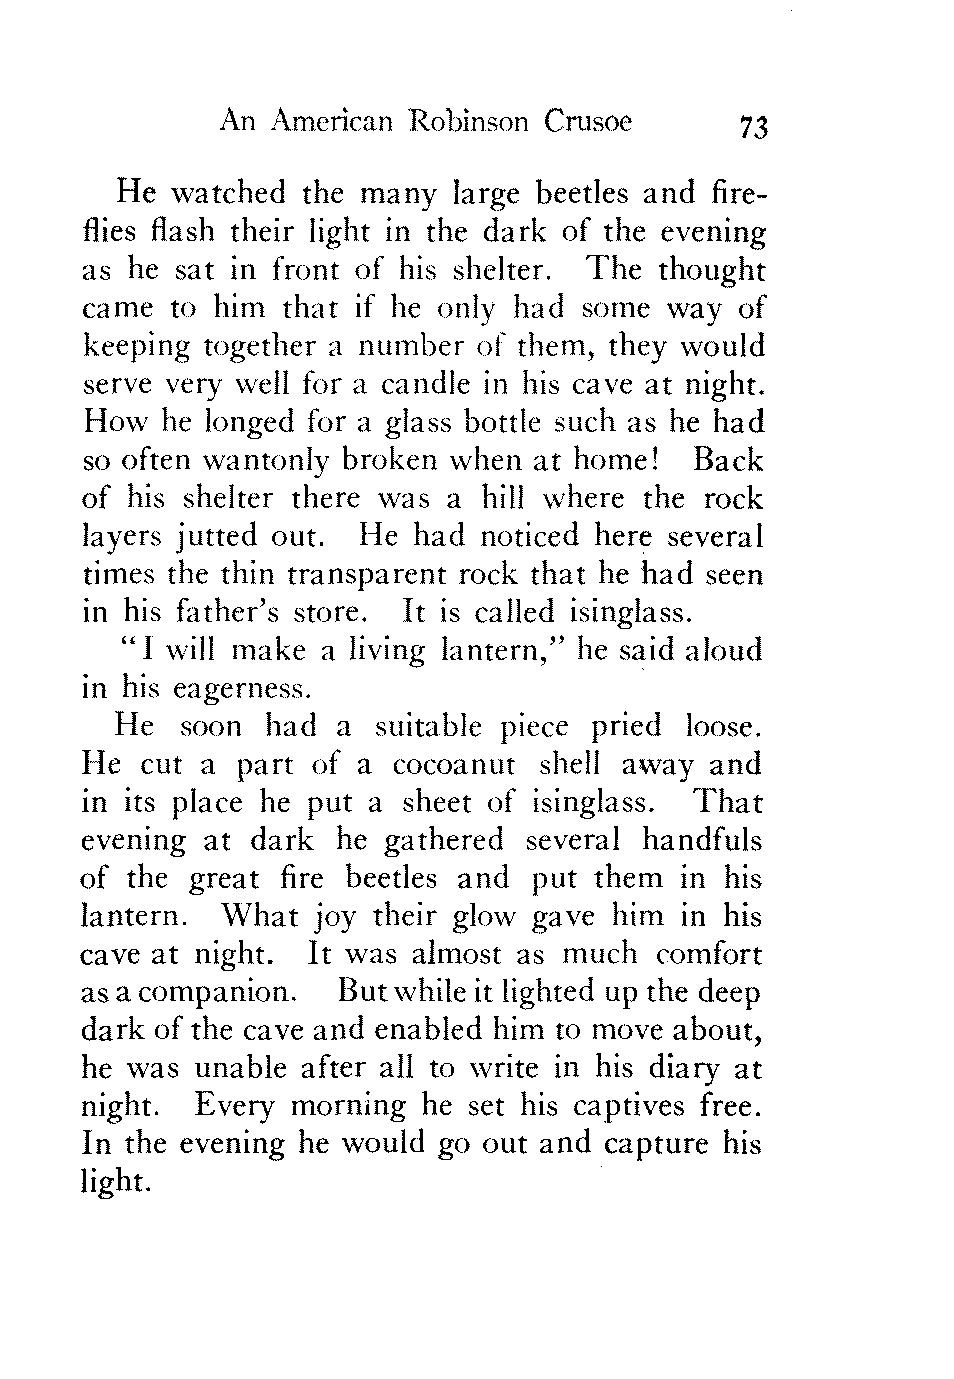 An American Robinson Crusoe 73
He watched the many large beetles and fire-
flies flash their light in the dark of the evening
as he sat in front of his shelter. The thought
came to him that if he only had some way of
keeping together a number of them, they would
serve very well for a candle in his cave at night.
How he longed for a glass bottle such as he had
so often wantonly broken when at home! Back
of his shelter there was a hill where the rock
layers jutted out. He had noticed here several
times the thin transparent rock that he had seen
in his father's store. It is called isinglass.
"I will make a living lantern," he said aloud
in his eagerness.
He soon had a suitable piece pried loose.
He cut a part of a cocoanut shell away and
in its place he put a sheet of isinglass. That
evening at dark he gathered several handfuls
of the great fire beetles and put them in his
lantern. What joy their glow gave him in his
cave at night. It was almost as much comfort
as a companion. But while it lighted up the deep
dark of the cave and enabled him to move about,
he was unable after all to write in his diary at
night. Every morning he set his captives free.
In the evening he would go out and capture his
light.